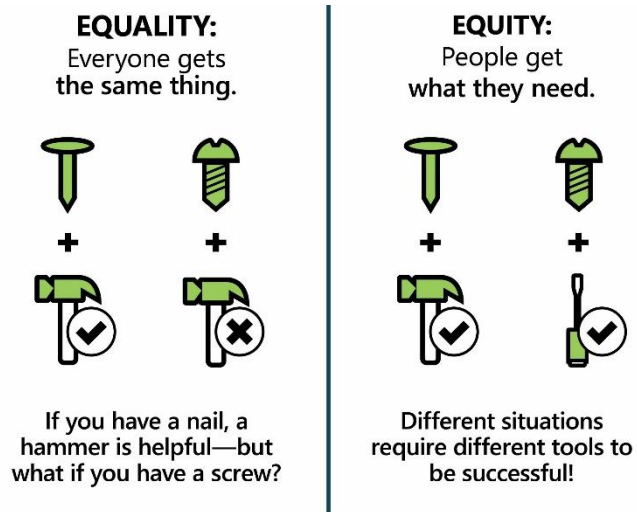 EQUALITY:
Everyone gets
the same thing.
+
+
If you have a nail, a
hammer is helpful—but
what if you have a screw?
EQUITY:
People get
what they need.
+
+
Different situations
require different tools to
be successful!